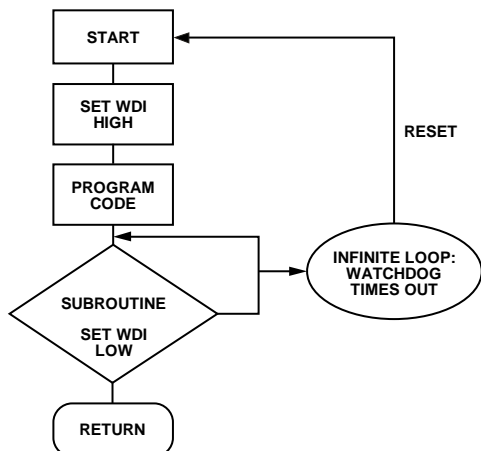 START
SET WDI
HIGH
RESET
PROGRAM
CODE
INFINITE LOOP:
WATCHDOG
TIMES OUT
SUBROUTINE
SET WDI
LOW
RETURN